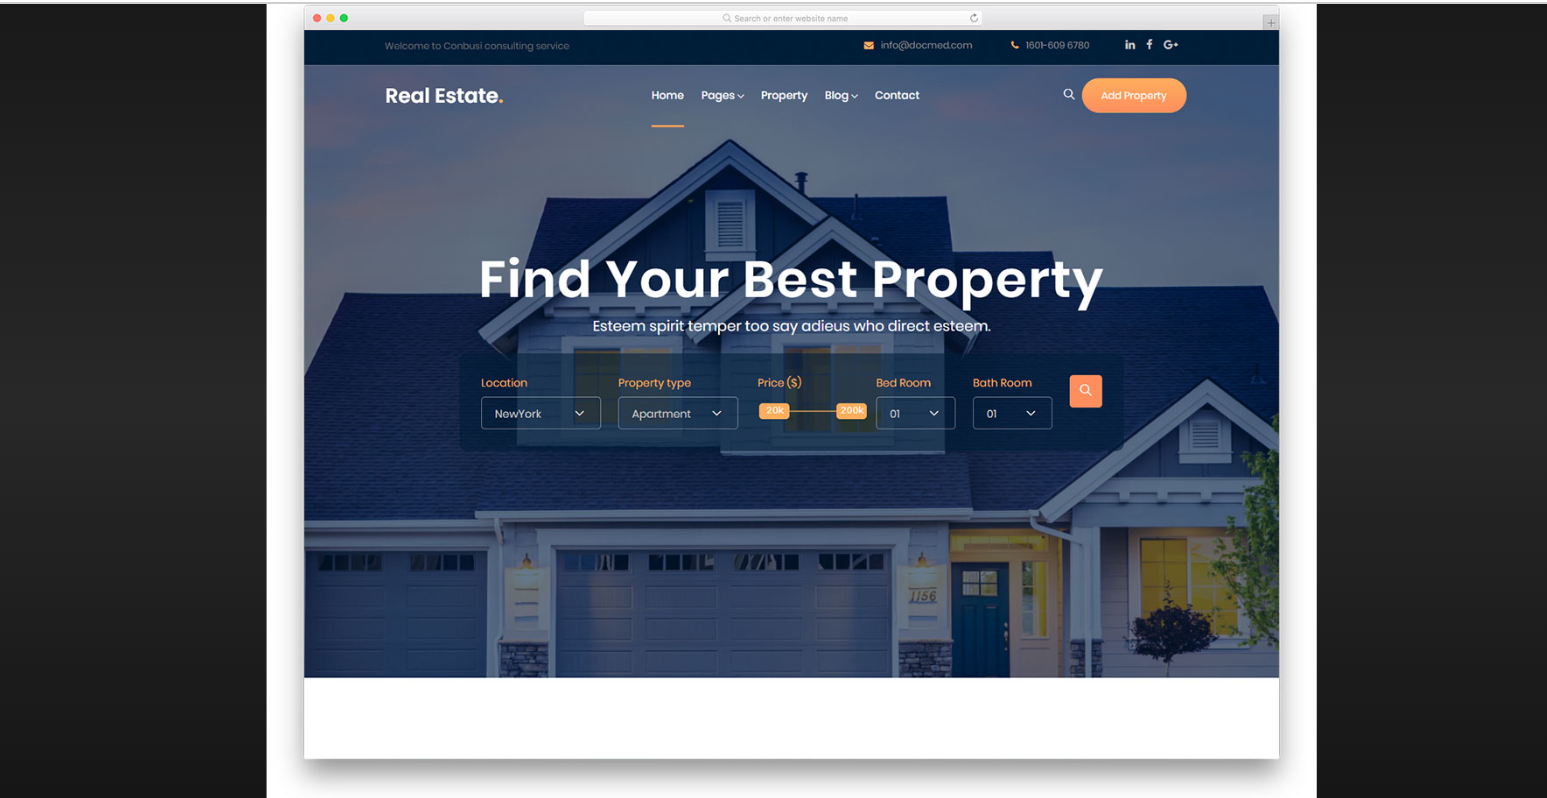 Search or enter website name
Welcome to Conbusi consulting service
info@docmed.com
1601-609 6780
in f G+
Real Estate.
Home Pages Property Blog Contact
Add Property
Find Your Best Property
Esteem spirit temper too say adieus who direct esteem.
Location Property type Price ($) Bed Room Bath Room
NewYork Apartment 20k 200k 01 01
1156